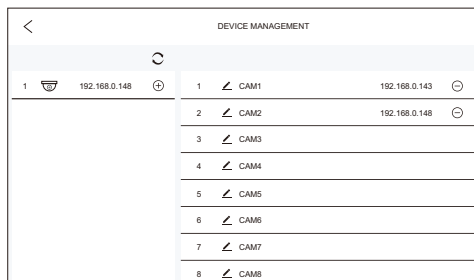 DEVICE MANAGEMENT
1 192.168.0.148
1 CAM1 192.168.0.143
2 CAM2 192.168.0.148
3 CAM3
4 CAM4
5 CAM5
6 CAM6
7 CAM7
8 CAM8